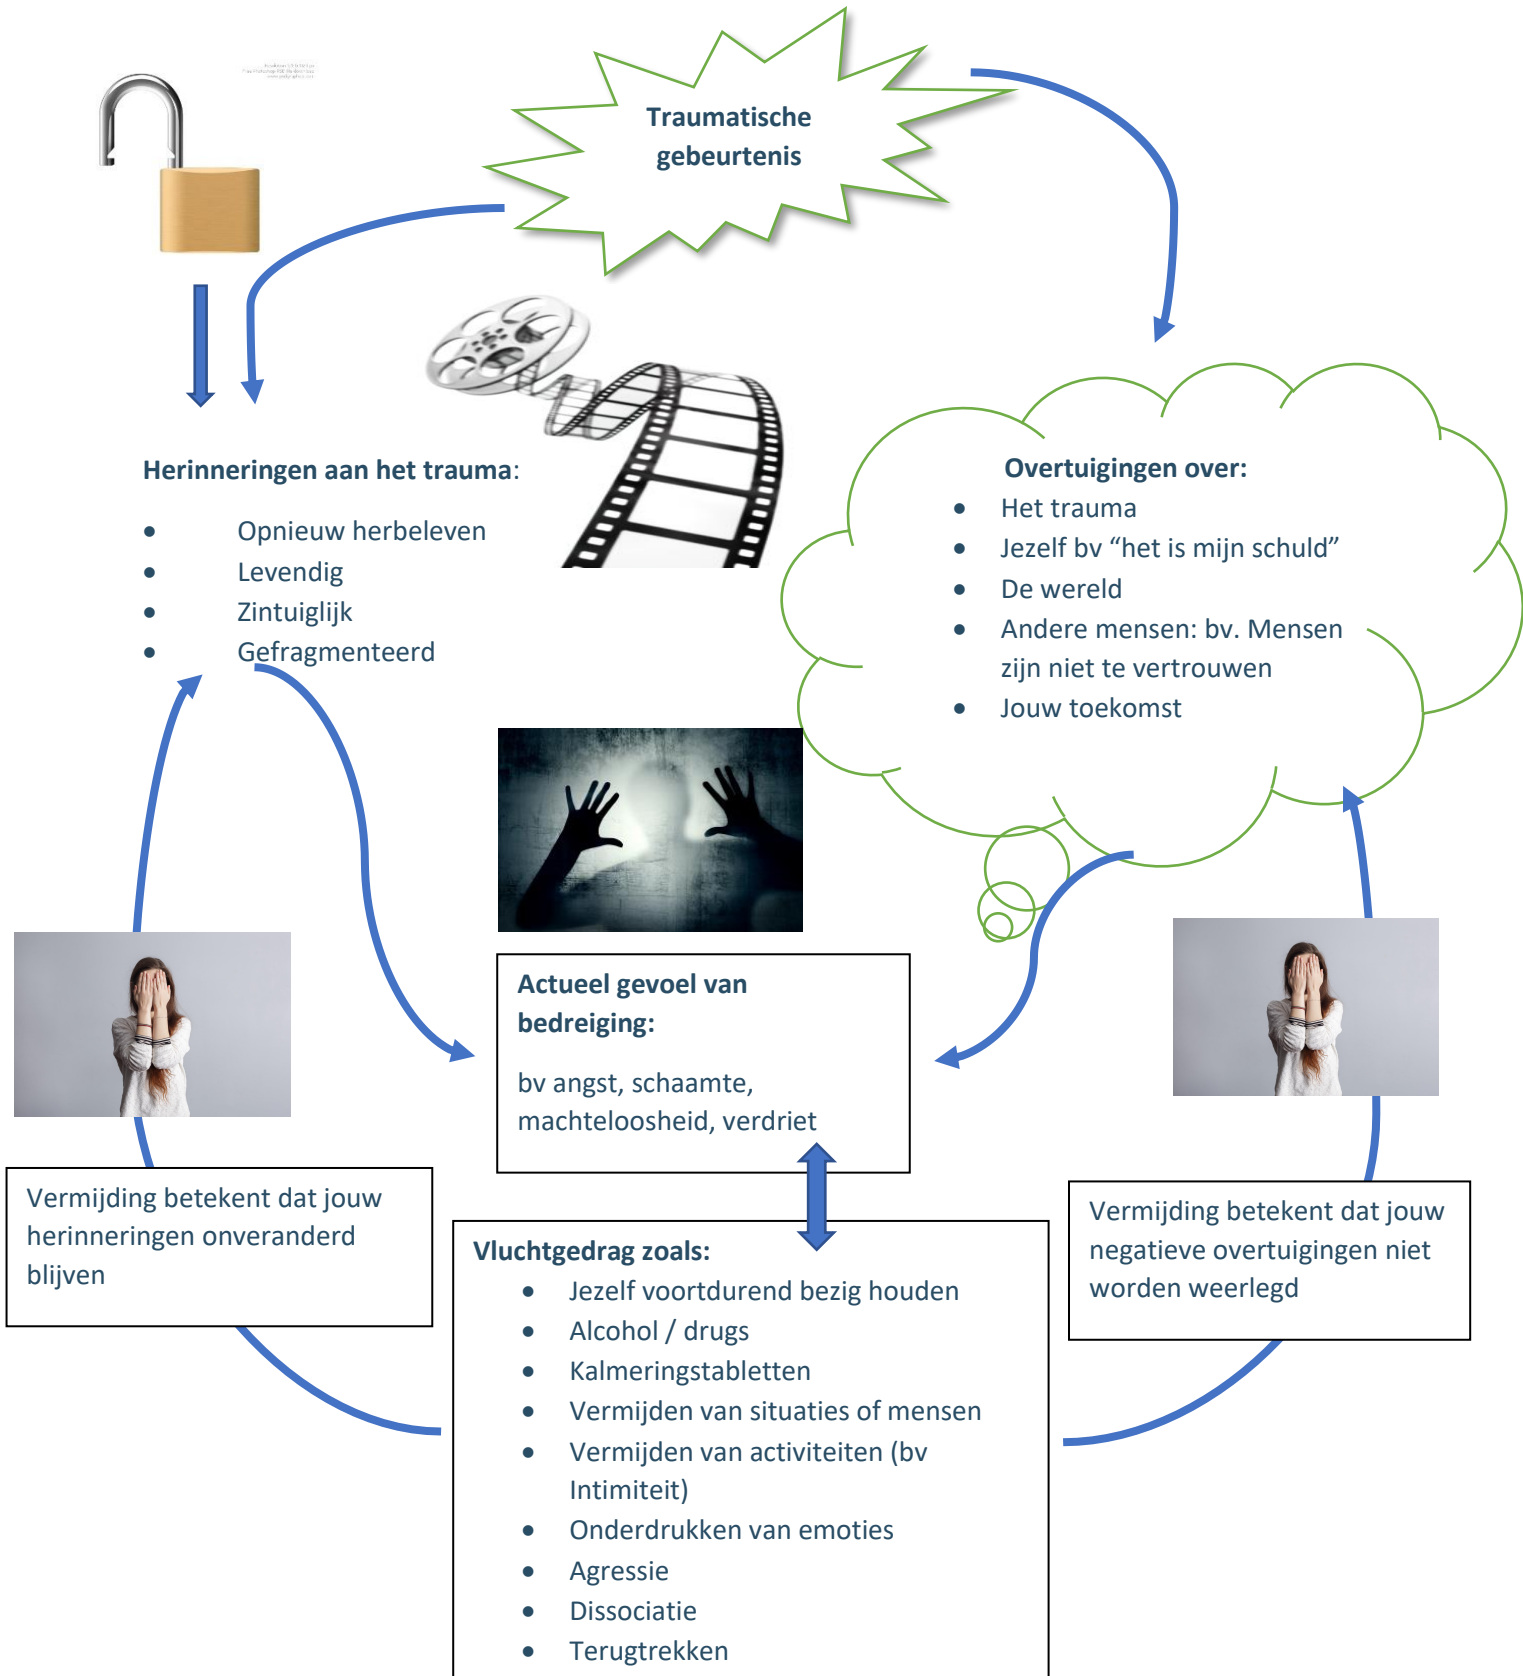 Traumatische
gebeurtenis
Herinneringen aan het trauma:
● Opnieuw herbeleven
● Levendig
● Zintuiglijk
● Gefragmenteerd
Overtuigingen over:
● Het trauma
● Jezelf bv “het is mijn schuld”
● De wereld
● Andere mensen: bv. Mensen
zijn niet te vertrouwen
● Jouw toekomst
Actueel gevoel van
bedreiging:
bv angst, schaamte,
machteloosheid, verdriet
Vermijding betekent dat jouw
herinneringen onveranderd
blijven
Vermijding betekent dat jouw
negatieve overtuigingen niet
worden weerlegd
Vluchtgedrag zoals:
● Jezelf voortdurend bezig houden
● Alcohol / drugs
● Kalmeringstabletten
● Vermijden van situaties of mensen
● Vermijden van activiteiten (bv
Intimiteit)
● Onderdrukken van emoties
● Agressie
● Dissociatie
● Terugtrekken